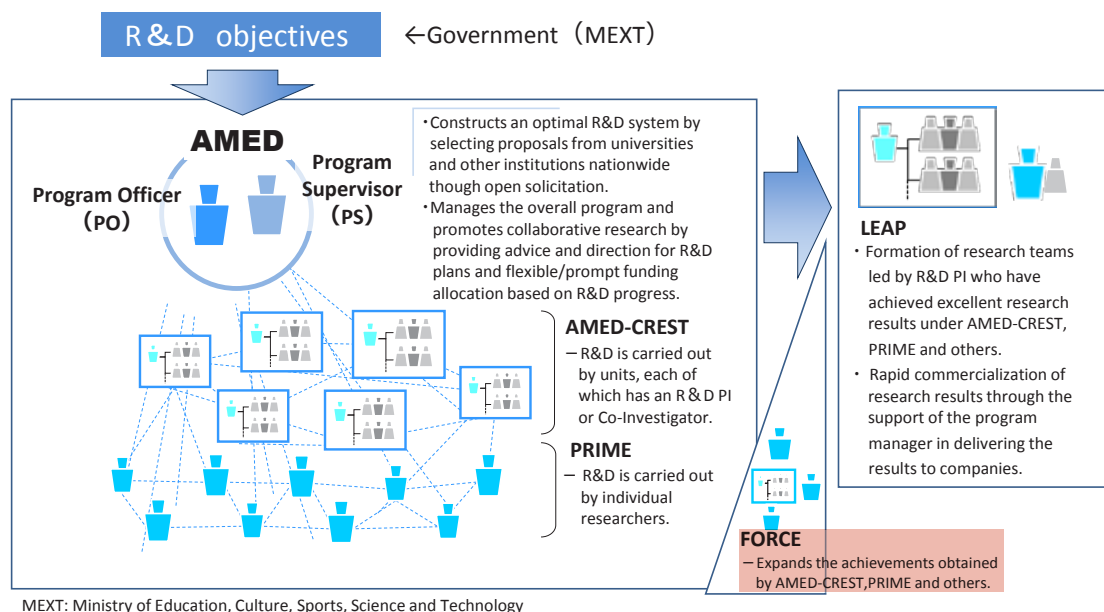 R&D objectives
←Government（MEXT）
AMED
Program Officer
（PO）
Program
Supervisor
（PS）
・Constructs an optimal R&D system by
selecting proposals from universities
and other institutions nationwide
though open solicitation.
・Manages the overall program and
promotes collaborative research by
providing advice and direction for R&D
plans and flexible/prompt funding
allocation based on R&D progress.
AMED-CREST
－R&D is carried out
by units, each of
which has an R&D PI
or Co-Investigator.
PRIME
－ R&D is carried out
by individual
researchers.
LEAP
・ Formation of research teams
led by R&D PI who have
achieved excellent research
results under AMED-CREST,
PRIME and others.
・ Rapid commercialization of
research results through the
support of the program
manager in delivering the
results to companies.
FORCE
－Expands the achievements obtained
by AMED-CREST,PRIME and others.
MEXT: Ministry of Education, Culture, Sports, Science and Technology